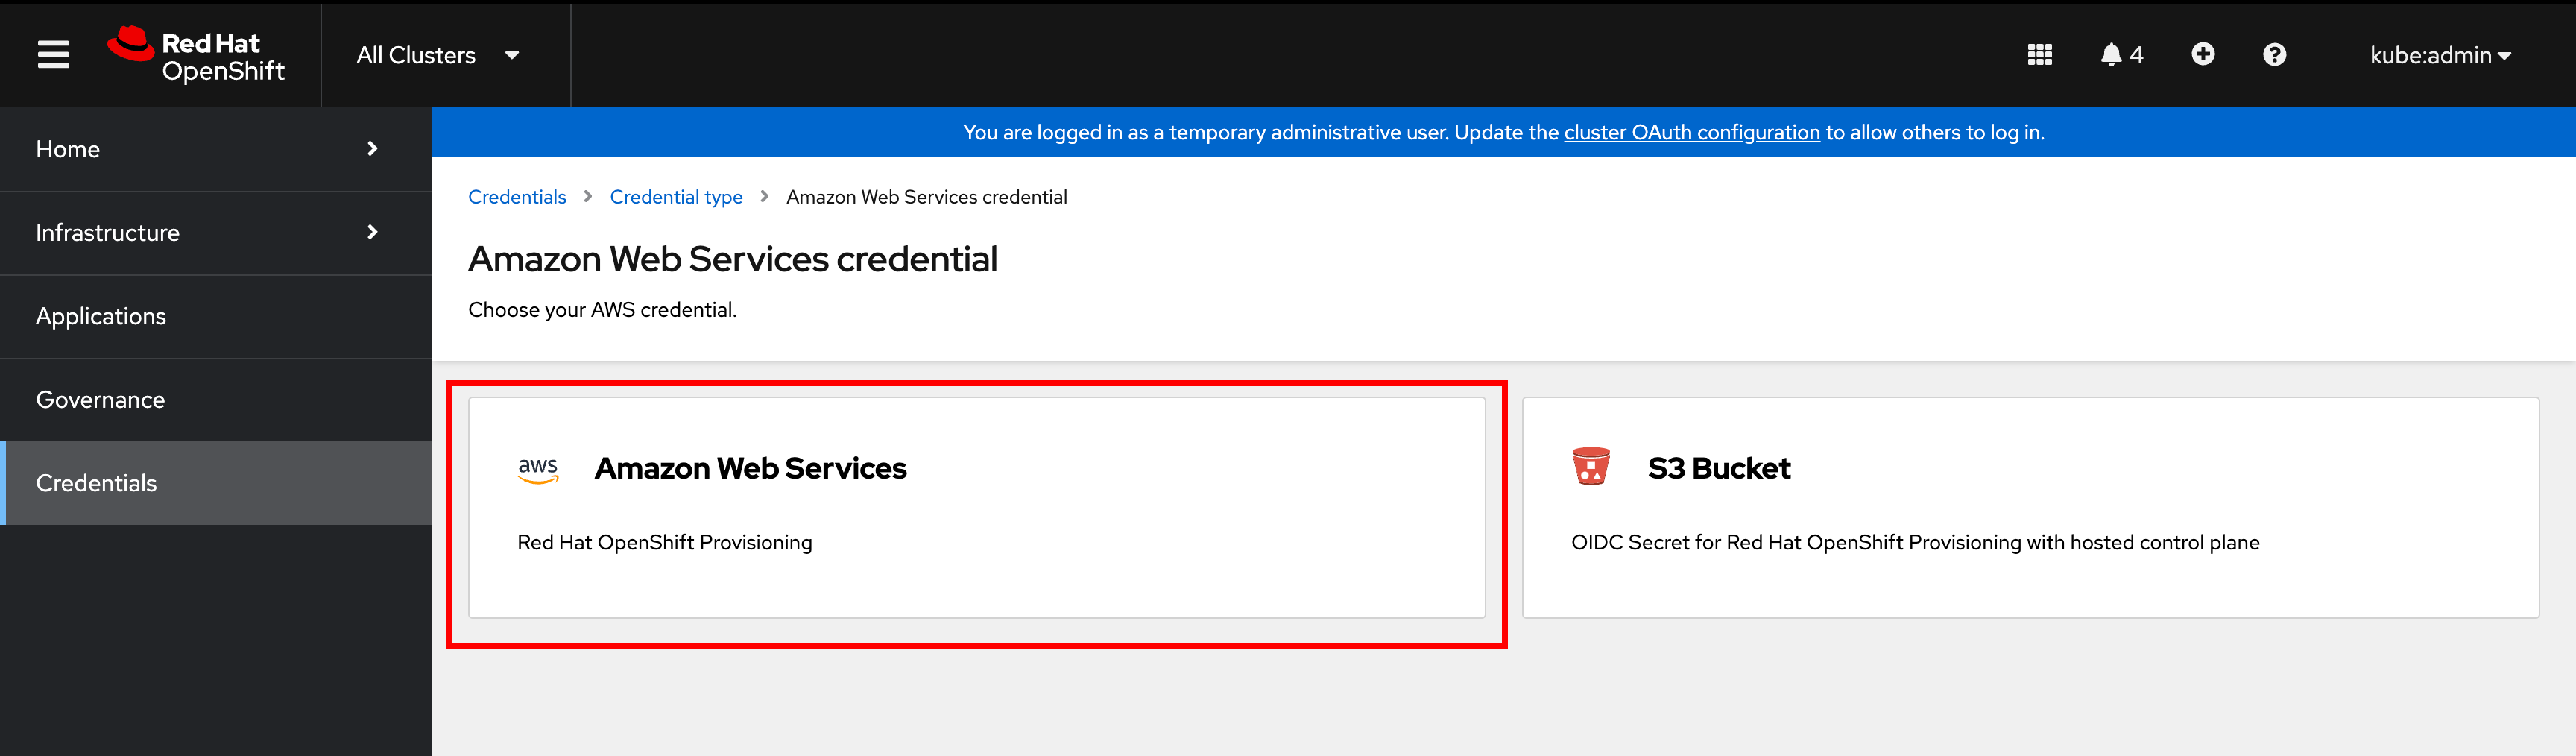 Red Hat
OpenShift
All Clusters
4
kube:admin
Home
Infrastructure
Applications
Governance
Credentials
You are logged in as a temporary administrative user. Update the cluster OAuth configuration to allow others to log in.
Credentials > Credential type > Amazon Web Services credential
Amazon Web Services credential
Choose your AWS credential.
aws Amazon Web Services
Red Hat OpenShift Provisioning
S3 Bucket
OIDC Secret for Red Hat OpenShift Provisioning with hosted control plane